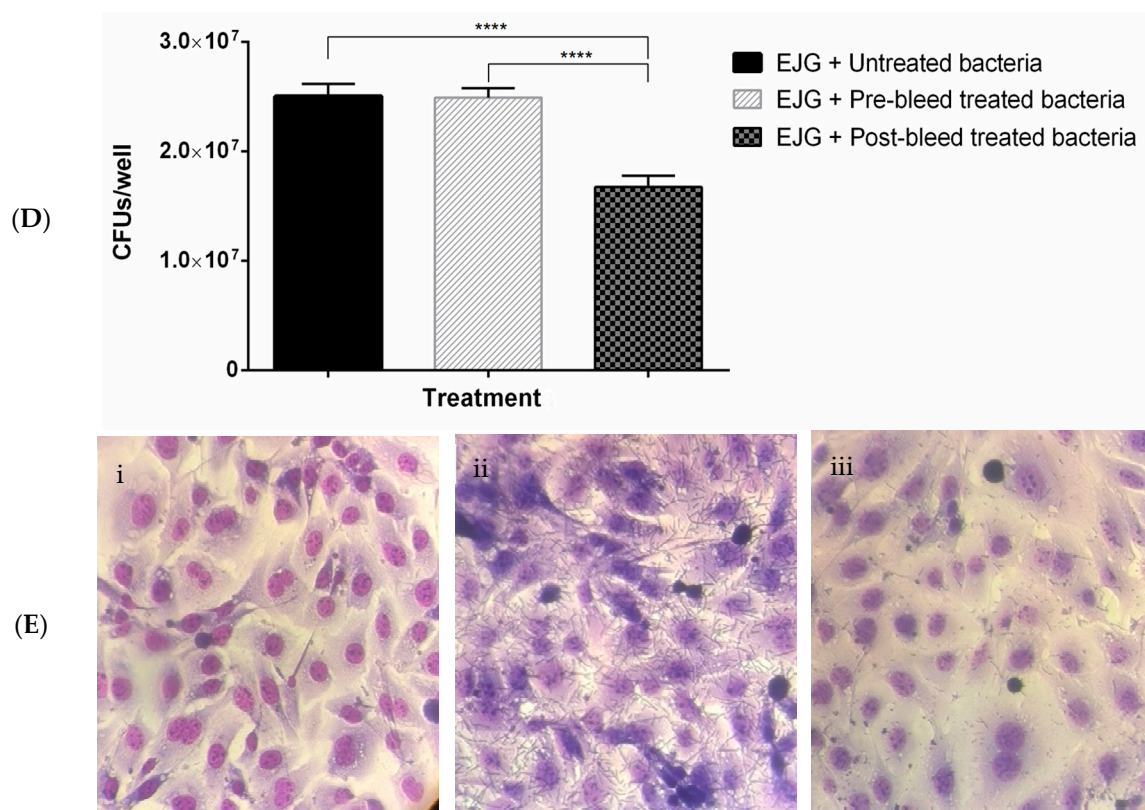 (D)
CFUs/well
3.0×10⁷
2.0×10⁷
1.0×10⁷
0
****
****
Treatment
EJG + Untreated bacteria
EJG + Pre-bleed treated bacteria
EJG + Post-bleed treated bacteria
(E)
i
ii
iii